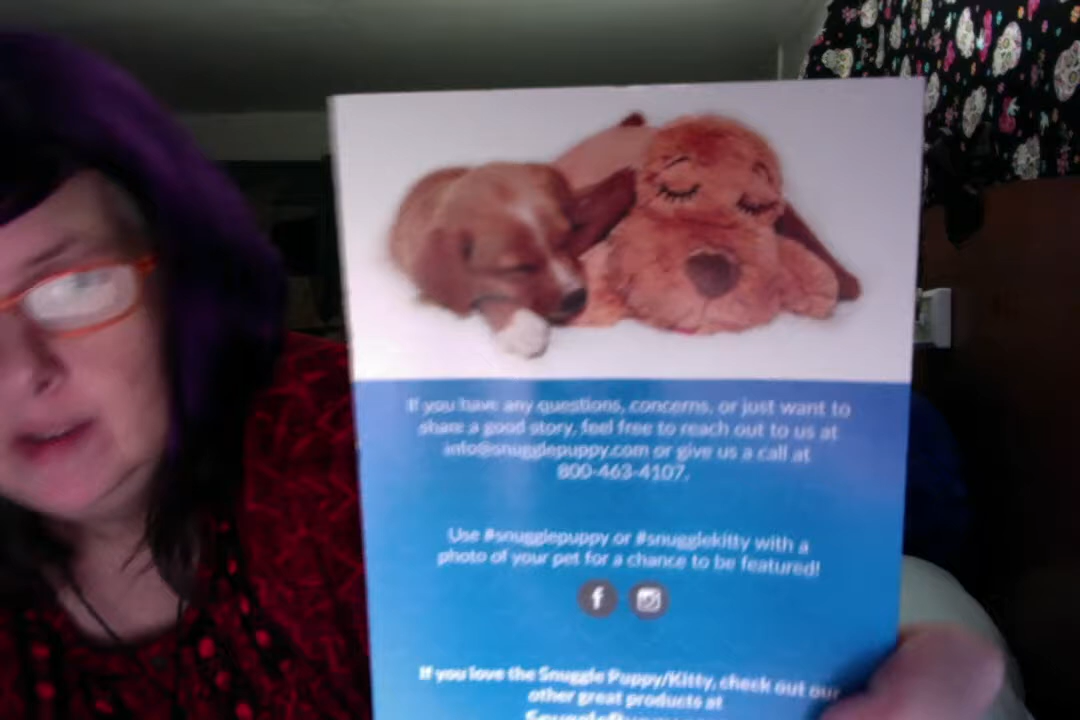 If you have any questions, concerns, or just want to
share a good story, feel free to reach out to us at
info@snugglepuppy.com or give us a call at
800-463-4107.
Use #snugglepuppy or #snugglekitty with a
photo of your pet for a chance to be featured!
If you love the Snuggle Puppy/Kitty, check out our
other great products at